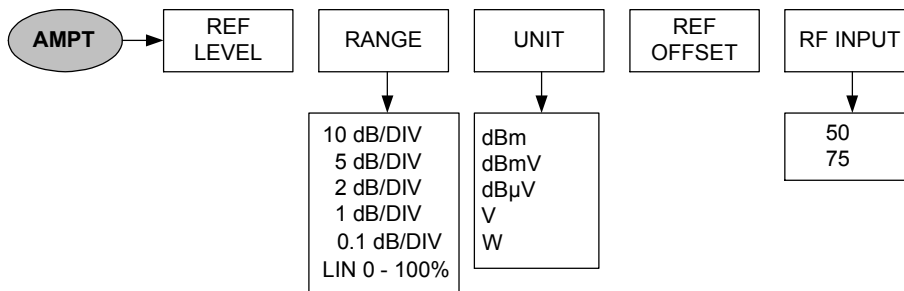 AMPT
REF
LEVEL
RANGE
UNIT
REF
OFFSET
RF INPUT
10 dB/DIV
5 dB/DIV
2 dB/DIV
1 dB/DIV
0.1 dB/DIV
LIN 0 - 100%
dBm
dBmV
dBµV
V
W
50
75